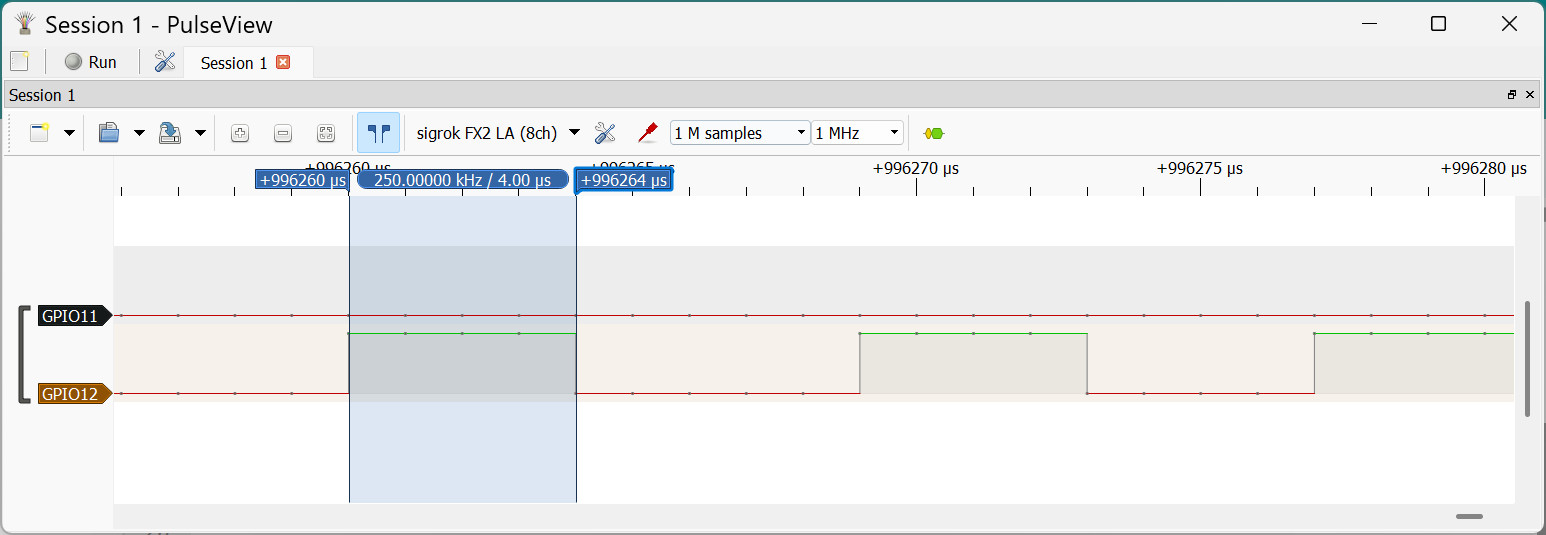 Session 1 - PulseView
Run
Session 1
Session 1
sigrok FX2 LA (8ch)
1 M samples
1 MHz
+996260 µs
+996265 µs
+996270 µs
+996275 µs
+996280 µs
+996260 µs
250.00000 kHz / 4.00 µs
+996264 µs
GPIO11
GPIO12